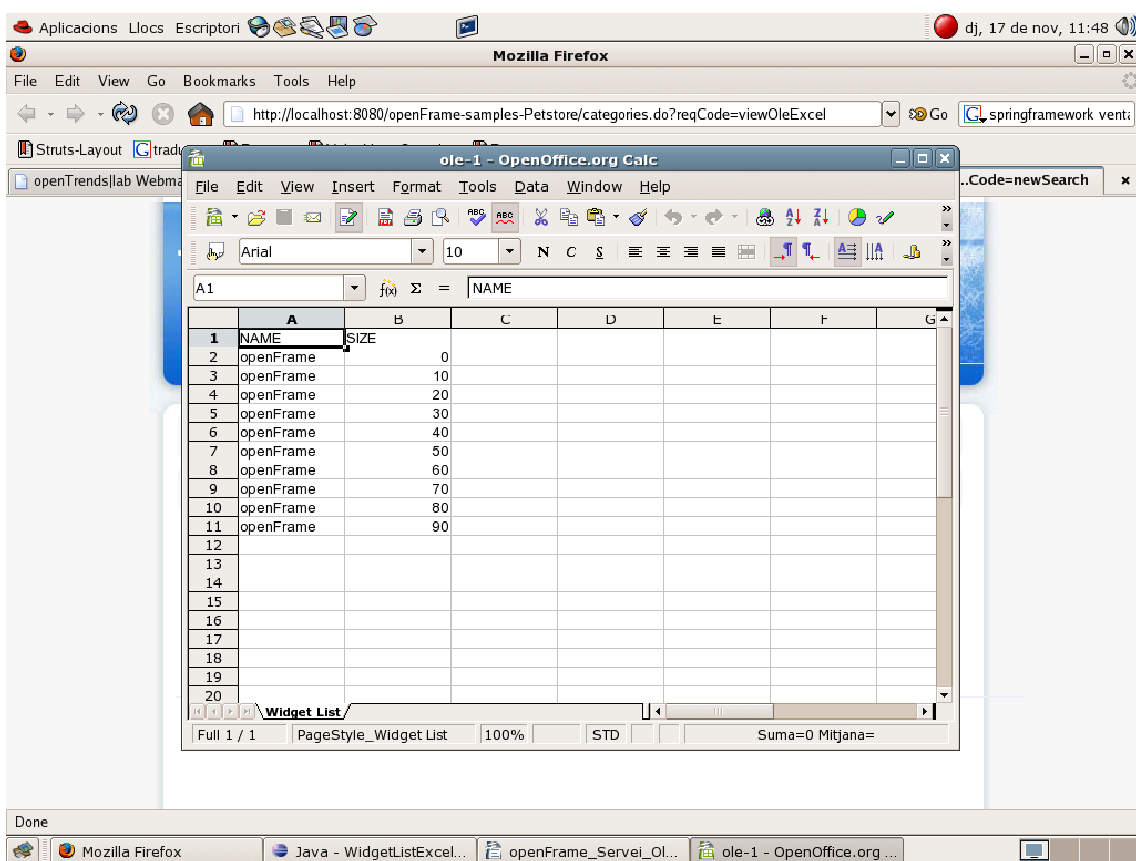 Aplicacions Llocs Escriptori dj, 17 de nov, 11:48
Mozilla Firefox
File Edit View Go Bookmarks Tools Help
http://localhost:8080/openFrame-samples-Petstore/categories.do?reqCode=viewOleExcel Go G springframework venta
Struts-Layout G
openTrends|lab Webma ..Code=newSearch
ole-1 - OpenOffice.org Calc
File Edit View Insert Format Tools Data Window Help
ABC ABC
Arial 10 N C S
A1 f(x) Σ = NAME
A B C D E F G
1 NAME SIZE
2 openFrame 0
3 openFrame 10
4 openFrame 20
5 openFrame 30
6 openFrame 40
7 openFrame 50
8 openFrame 60
9 openFrame 70
10 openFrame 80
11 openFrame 90
12
13
14
15
16
17
18
19
20
Widget List
Full 1 / 1 PageStyle_Widget List 100% STD Suma=0 Mitjana=
Done
Mozilla Firefox Java - WidgetListExcel... openFrame_Servei_Ol... ole-1 - OpenOffice.org ...